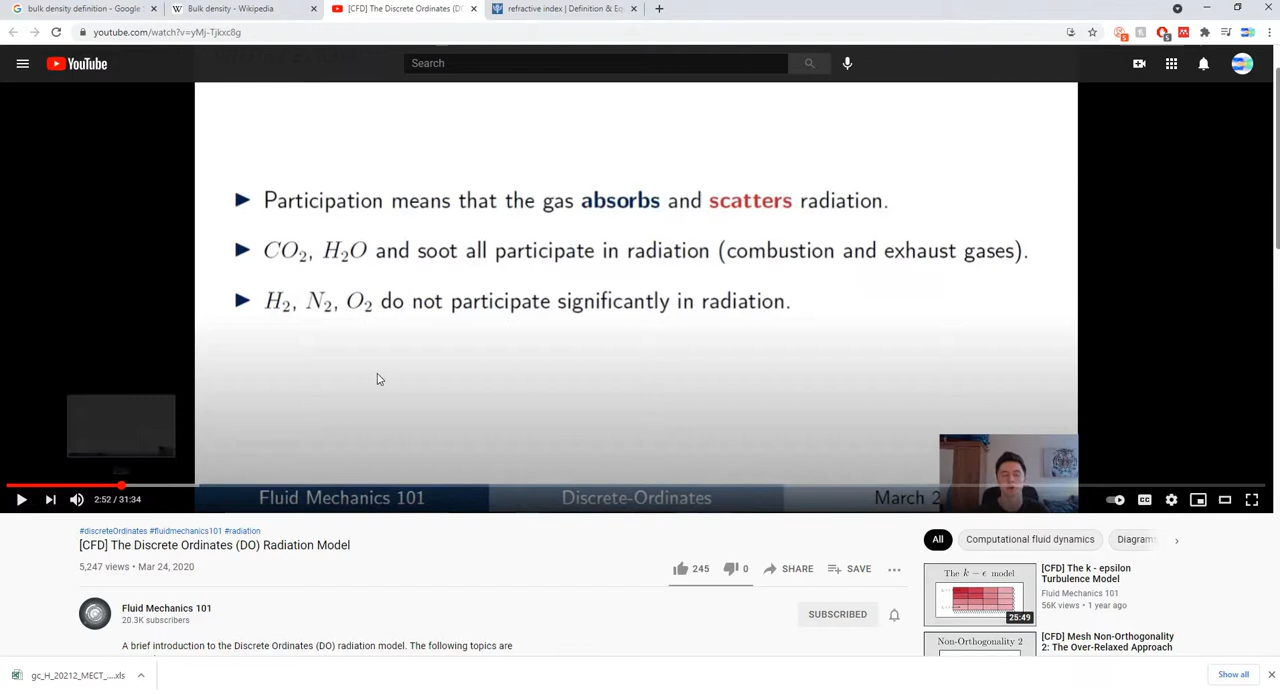 bulk density definition - Google S
Bulk density - Wikipedia
[CFD] The Discrete Ordinates (DO
refractive index | Definition & Eq
youtube.com/watch?v=yMj-Tjkxc8g
YouTube
Search
Participation means that the gas absorbs and scatters radiation.
CO2, H2O and soot all participate in radiation (combustion and exhaust gases).
H2, N2, O2 do not participate significantly in radiation.
Fluid Mechanics 101
Discrete-Ordinates
March 2
2:52 / 31:34
CC
#discreteOrdinates #fluidmechanics101 #radiation
[CFD] The Discrete Ordinates (DO) Radiation Model
5,247 views • Mar 24, 2020
245
0
SHARE
SAVE
Fluid Mechanics 101
20.3K subscribers
SUBSCRIBED
A brief introduction to the Discrete Ordinates (DO) radiation model. The following topics are
All
Computational fluid dynamics
Diagrams
The k − ϵ model
25:49
[CFD] The k - epsilon
Turbulence Model
Fluid Mechanics 101
56K views • 1 year ago
Non-Orthogonality 2
[CFD] Mesh Non-Orthogonality
2: The Over-Relaxed Approach
gc_H_20212_MECT_....xls
Show all